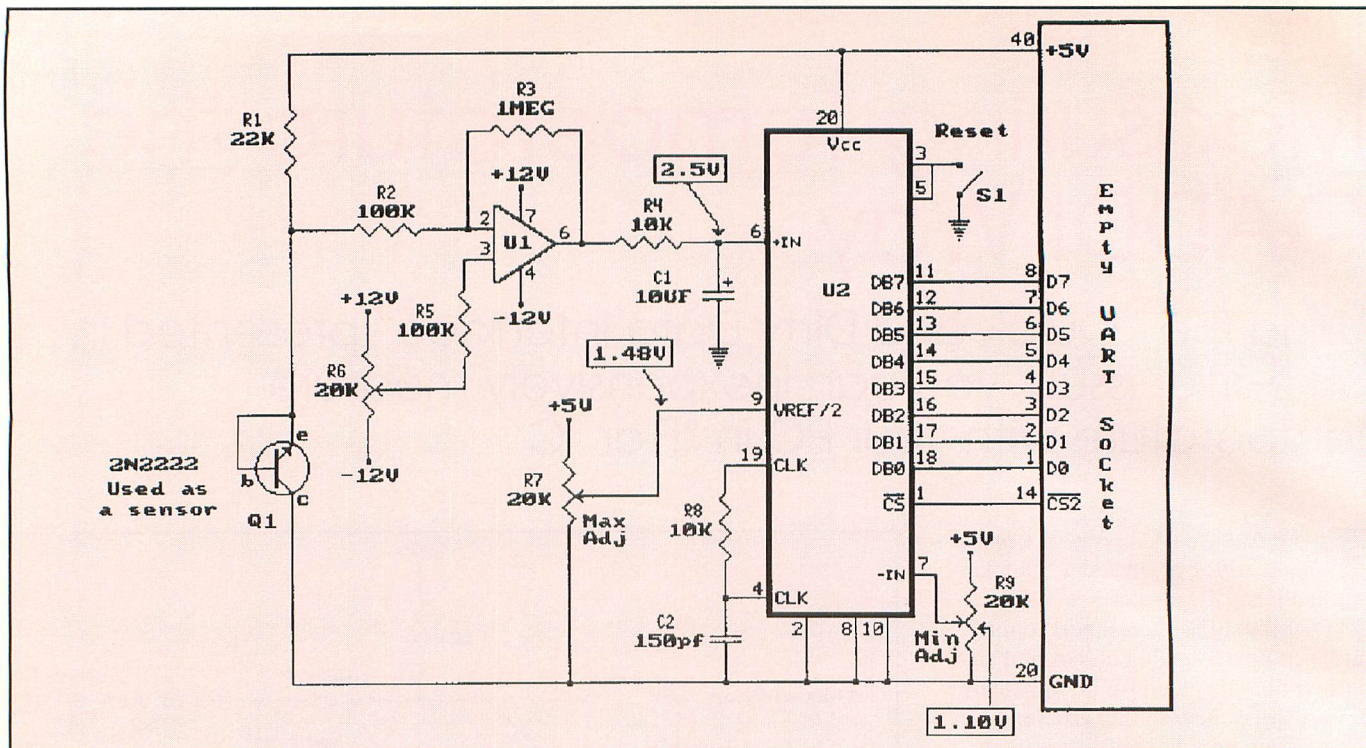 40
+5V
R3
1MEG
R1
22K
20
Vcc
Reset
3
5
S1
2.5V
+12V
R2
100K
R4
10K
2
7
U1
6
3
4
6
+IN
-12V
C1
10UF
+
U2
+12V
R5
100K
R6
20K
-12V
1.48V
DB7 11 8 D7
DB6 12 7 D6
DB5 13 6 D5
DB4 14 5 D4
DB3 15 4 D3
DB2 16 3 D2
DB1 17 2 D1
DB0 18 1 D0
CS 1 14 CS2
Empty UART Socket
9
VREF/2
+5V
R7
20K
Max
Adj
19
CLK
R8
10K
4
CLK
C2
150pf
2N2222
Used as
a sensor
e
b
c
Q1
-IN
7
+5V
R9
20K
Min
Adj
2
8
10
20
GND
1.10V